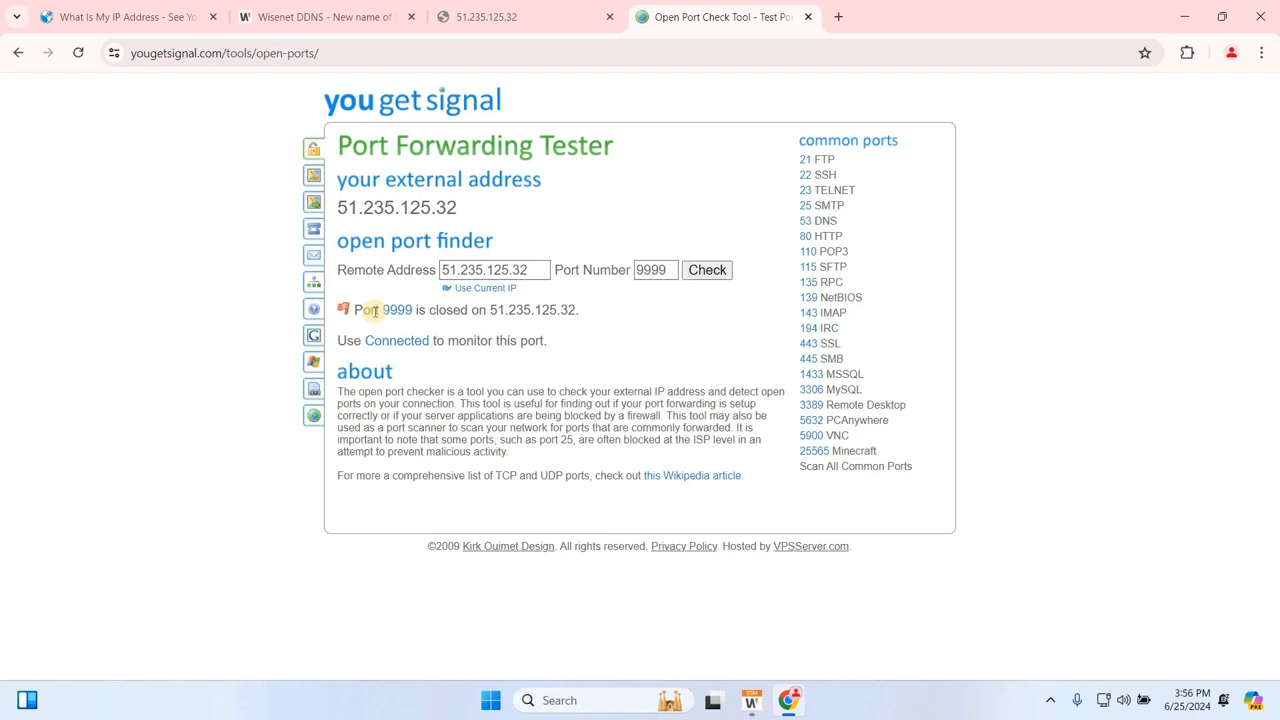 What Is My IP Address - See Yo
Wisenet DDNS - New name of
51.235.125.32
Open Port Check Tool - Test Por
yougetsignal.com/tools/open-ports/
you get signal
Port Forwarding Tester
your external address
51.235.125.32
open port finder
Remote Address 51.235.125.32 Port Number 9999 Check
Use Current IP
Port 9999 is closed on 51.235.125.32.
Use Connected to monitor this port.
about
The open port checker is a tool you can use to check your external IP address and detect open
ports on your connection. This tool is useful for finding out if your port forwarding is setup
correctly or if your server applications are being blocked by a firewall. This tool may also be
used as a port scanner to scan your network for ports that are commonly forwarded. It is
important to note that some ports, such as port 25, are often blocked at the ISP level in an
attempt to prevent malicious activity.
For more a comprehensive list of TCP and UDP ports, check out this Wikipedia article.
common ports
21 FTP
22 SSH
23 TELNET
25 SMTP
53 DNS
80 HTTP
110 POP3
115 SFTP
135 RPC
139 NetBIOS
143 IMAP
194 IRC
443 SSL
445 SMB
1433 MSSQL
3306 MySQL
3389 Remote Desktop
5632 PCAnywhere
5900 VNC
25565 Minecraft
Scan All Common Ports
©2009 Kirk Ouimet Design. All rights reserved. Privacy Policy. Hosted by VPSServer.com.
Search
3:56 PM
6/25/2024